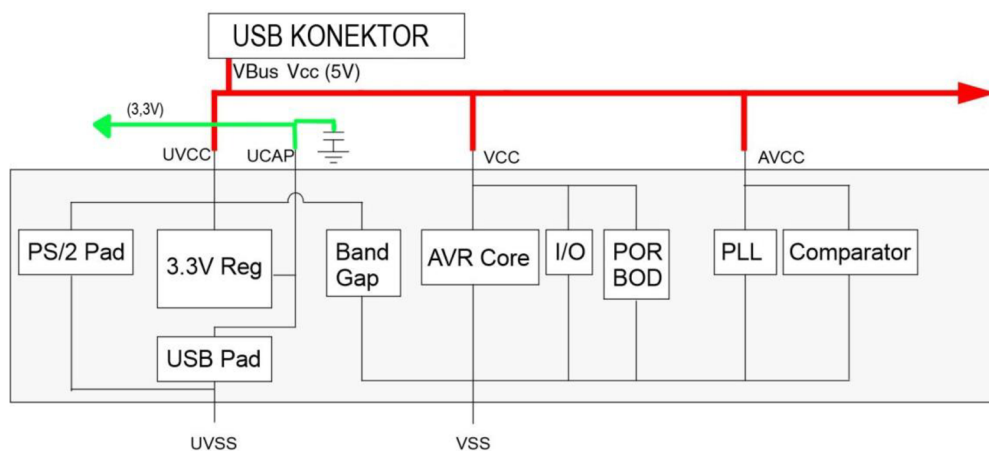 USB KONEKTOR
VBus Vcc (5V)
(3,3V)
UVCC
UCAP
VCC
AVCC
PS/2 Pad
3.3V Reg
Band
Gap
AVR Core
I/O
POR
BOD
PLL
Comparator
USB Pad
UVSS
VSS